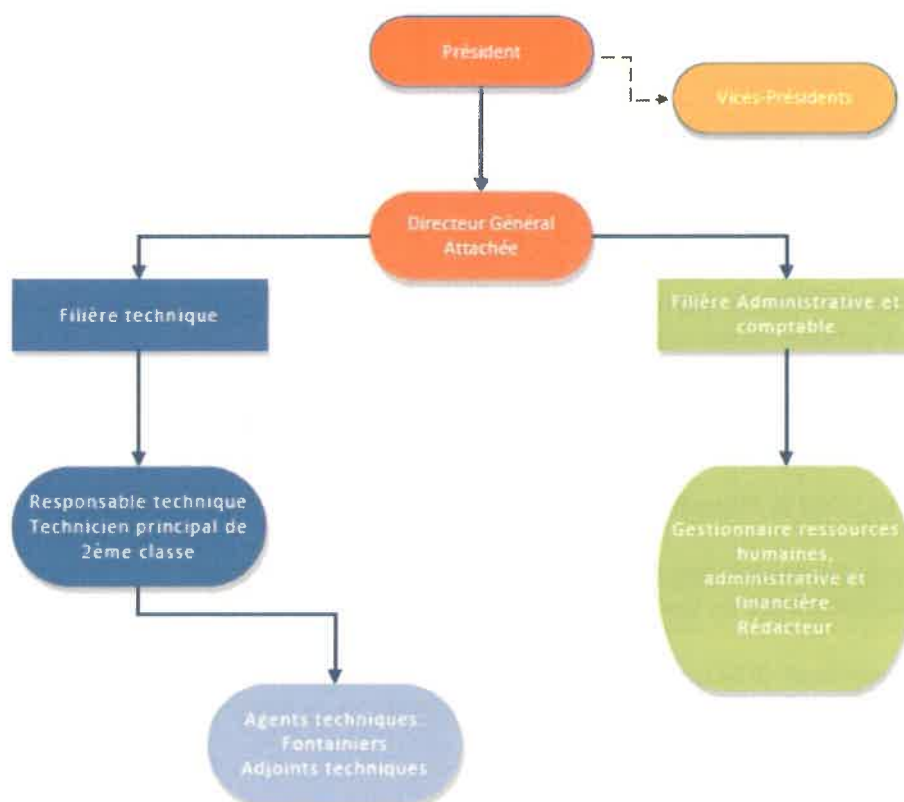 Président
Vices-Présidents
Directeur Général
Attachée
Filière technique
Filière Administrative et
comptable
Responsable technique
Technicien principal de
2ème classe
Gestionnaire ressources
humaines,
administrative et
financière.
Rédacteur
Agents techniques
Fontainiers
Adjoints techniques